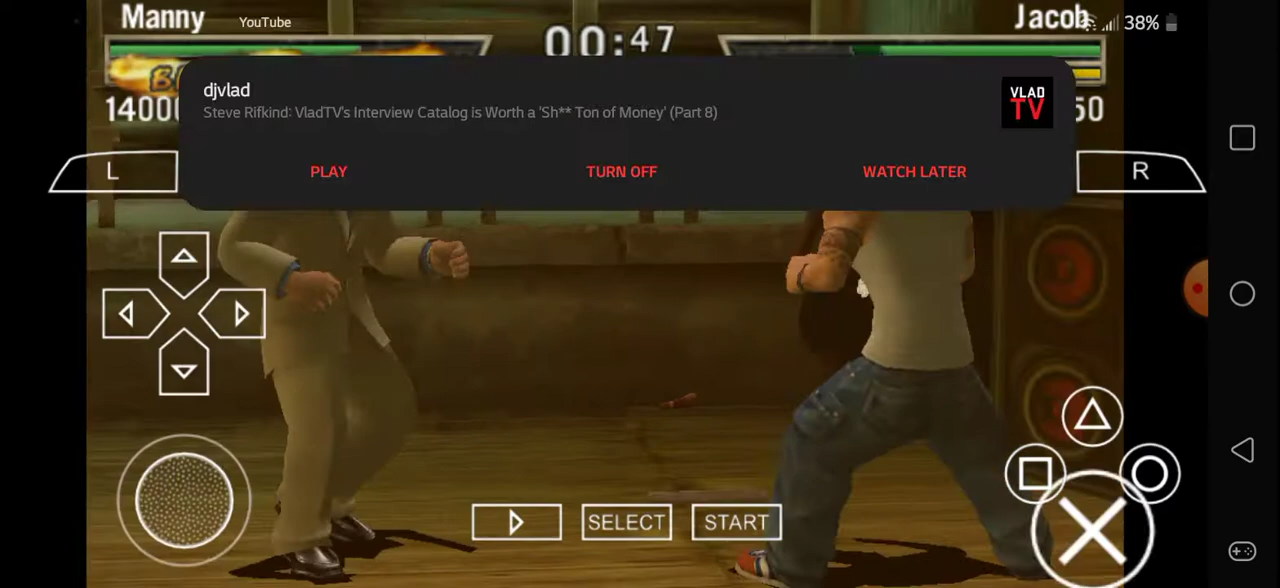 Manny
YouTube
00:47
Jacob
38%
djvlad
Steve Rifkind: VladTV's Interview Catalog is Worth a 'Sh** Ton of Money' (Part 8)
VLAD
TV
1400
50
PLAY
TURN OFF
WATCH LATER
L
R
SELECT
START